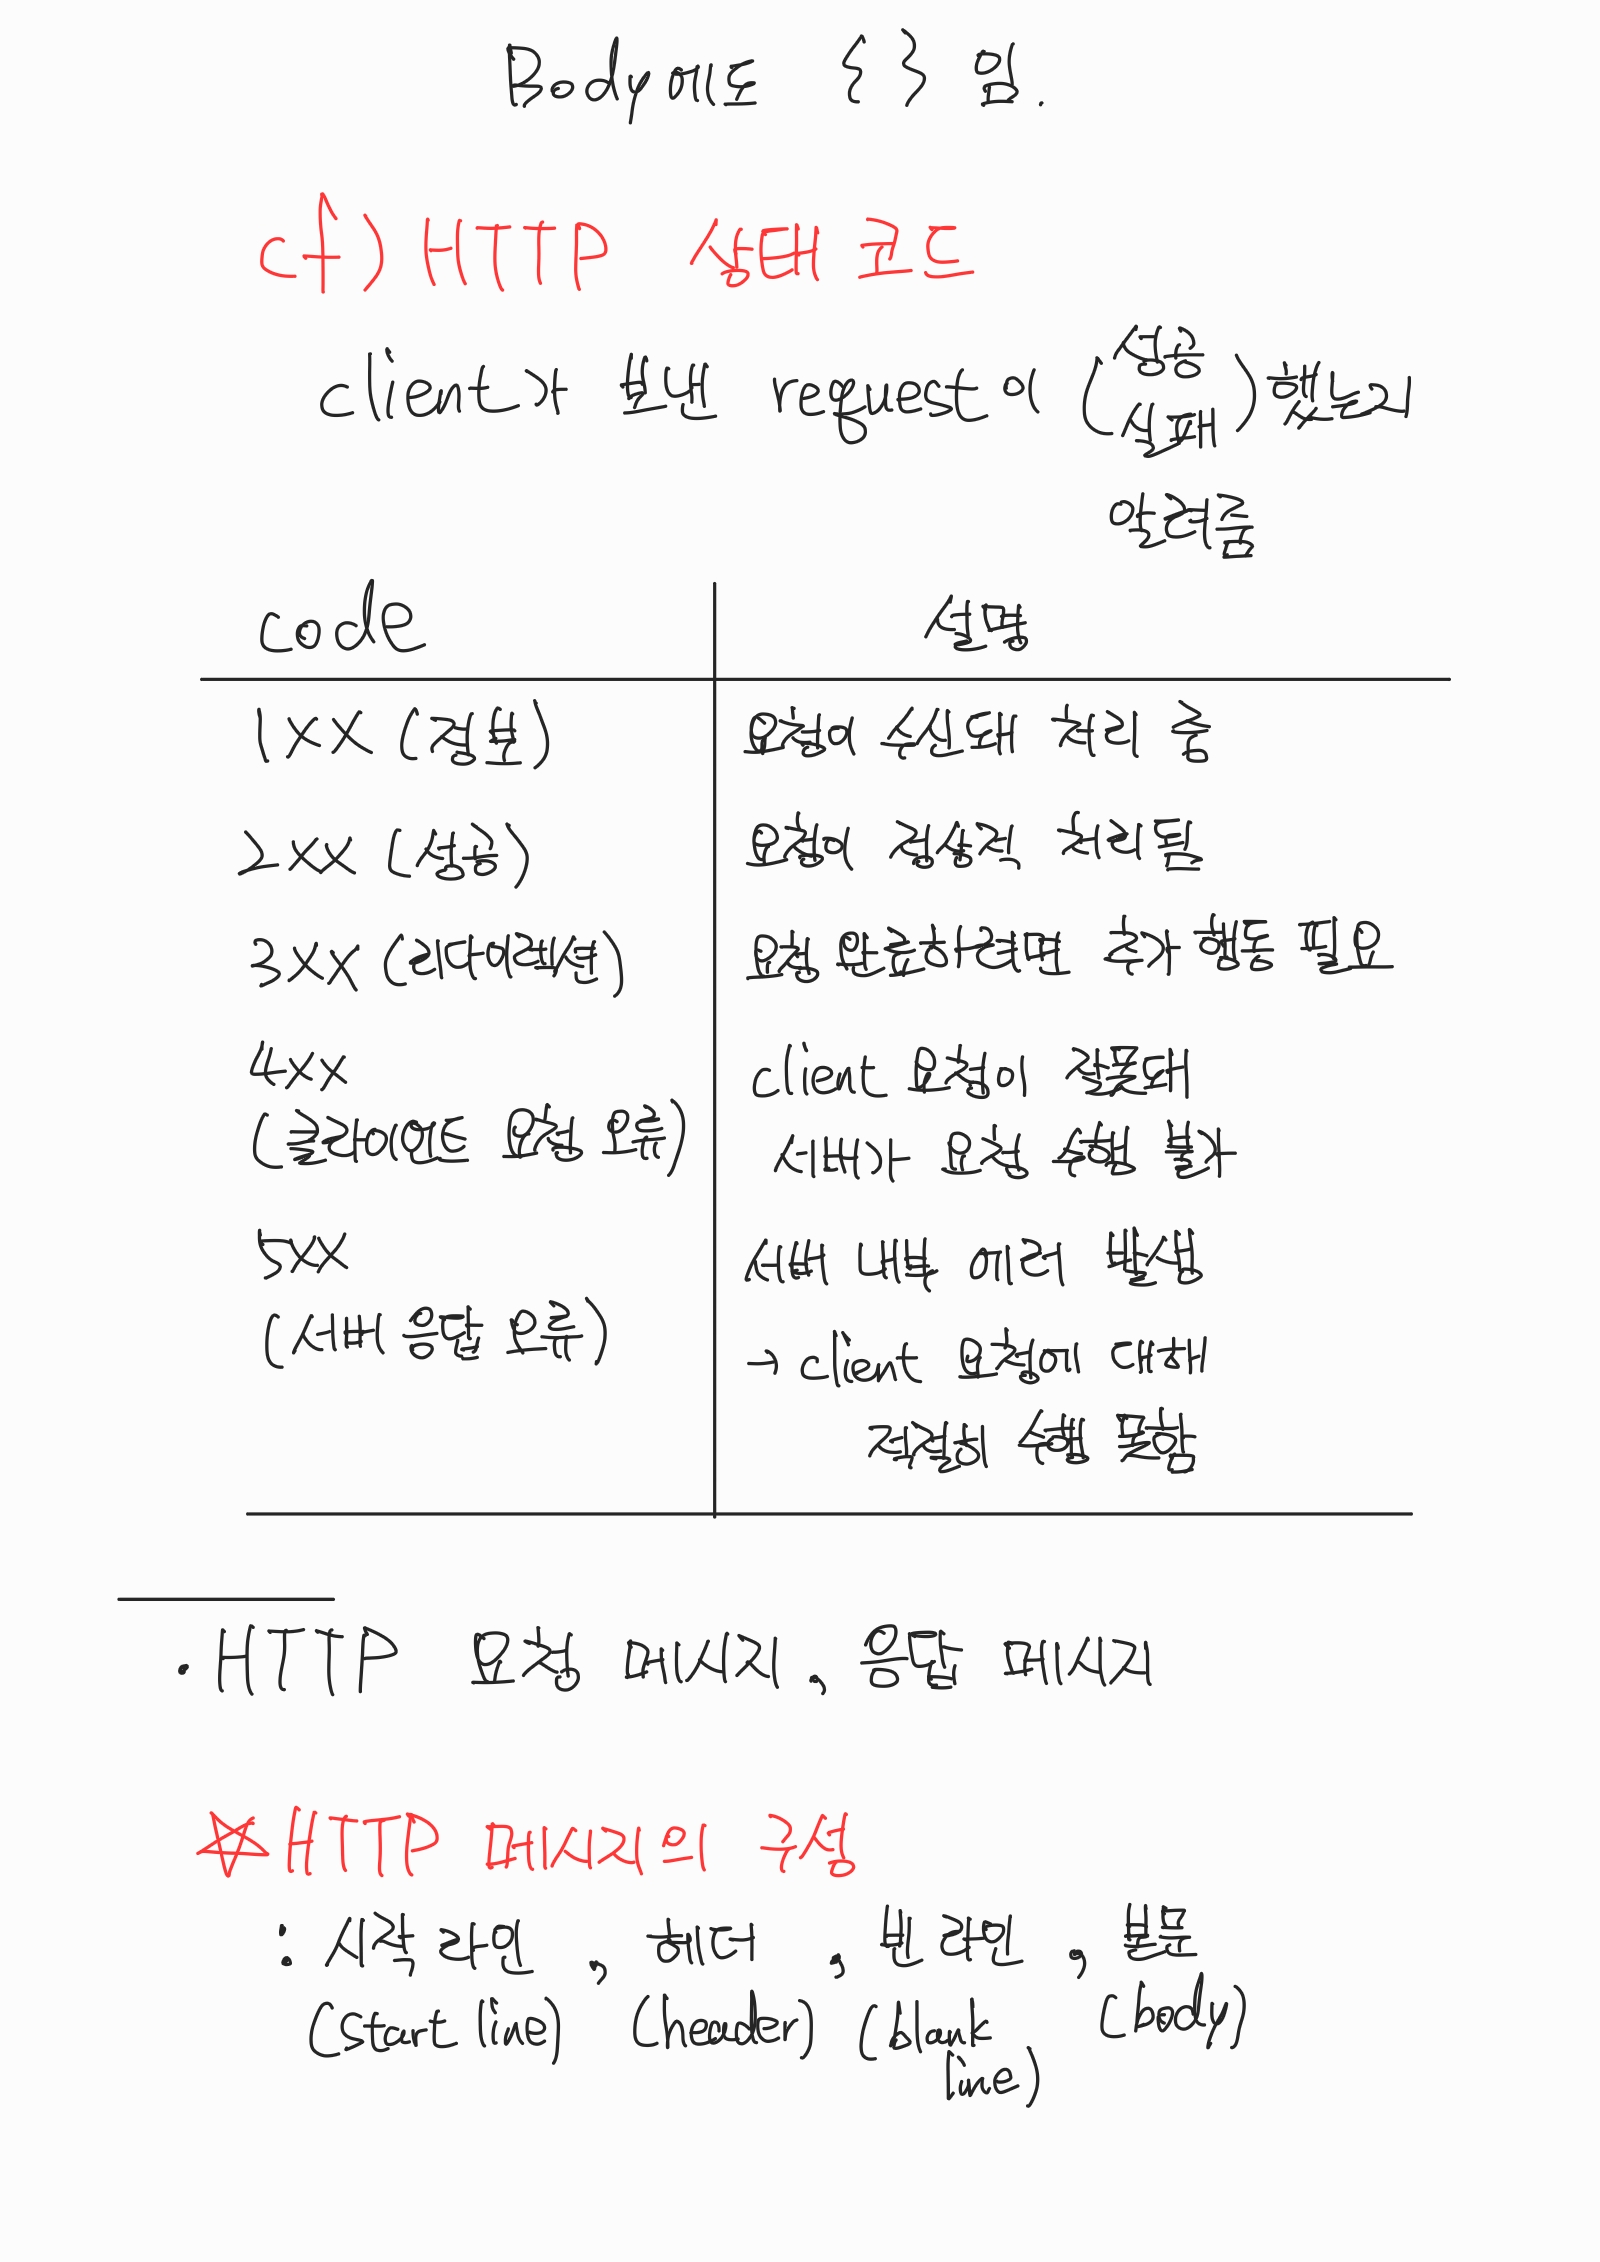 Body에도 { } 임.
cf) HTTP 상태 코드
client가 보낸 request이 (성공 실패) 했는지
알려줌
code 설명
1XX (정보) 요청이 수신돼 처리 중
2XX (성공) 요청이 정상적 처리됨
3XX (리다이렉션) 요청 완료하려면 추가 행동 필요
4XX client 요청이 잘못돼
(클라이언트 요청 오류) 서버가 요청 수행 불가
5XX 서버 내부 에러 발생
(서버 응답 오류) → client 요청에 대해
적절히 수행 못함
· HTTP 요청 메시지, 응답 메시지
☆ HTTP 메시지의 구성
: 시작 라인, 헤더, 빈 라인, 본문
(start line) (header) (blank line) (body)